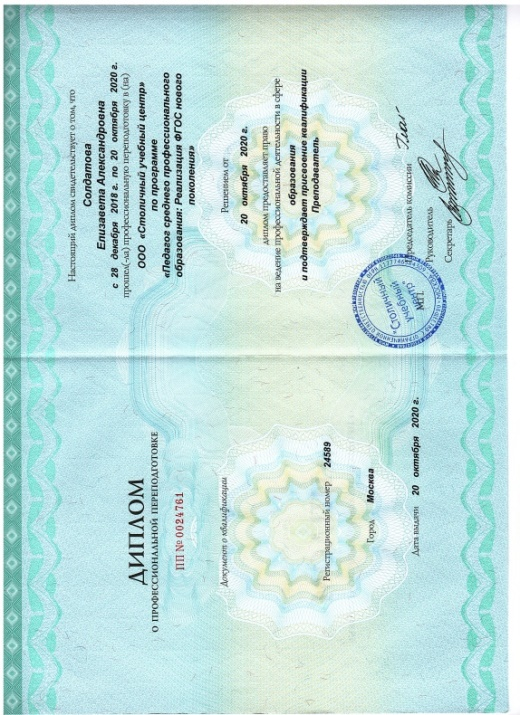 ДИПЛОМ
О ПРОФЕССИОНАЛЬНОЙ ПЕРЕПОДГОТОВКЕ
ПП № 0024761
Документ о квалификации
Регистрационный номер 24589
Город Москва
Дата выдачи 20 октября 2020 г.
Настоящий диплом свидетельствует о том, что
Солдатова
Елизавета Александровна
с 28 декабря 2018 г. по 20 октября 2020 г.
прошел(-ла) профессиональную переподготовку в (на)
ООО «Столичный учебный центр»
по программе
«Педагог среднего профессионального
образования: Реализация ФГОС нового
поколения»
Решением от
20 октября 2020 г.
диплом предоставляет право
на ведение профессиональной деятельности в сфере
образования
и подтверждает присвоение квалификации
Преподаватель
Председатель комиссии
Руководитель
Секретарь
М.П.
"Столичный
учебный
центр"